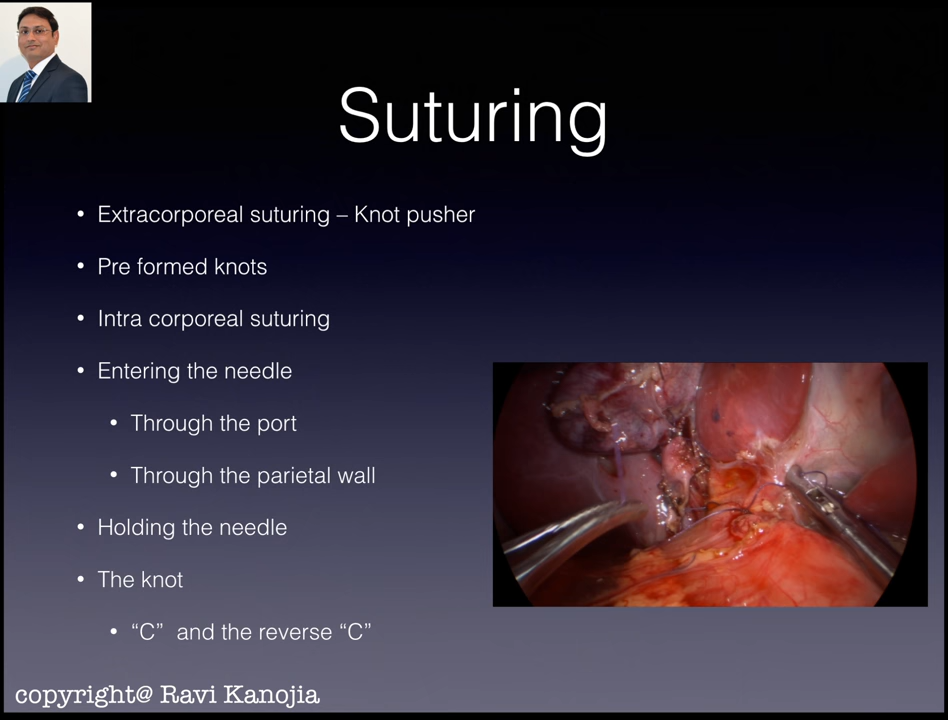 Suturing
• Extracorporeal suturing – Knot pusher
• Pre formed knots
• Intra corporeal suturing
• Entering the needle
• Through the port
• Through the parietal wall
• Holding the needle
• The knot
• “C”  and the reverse “C”
copyright@ Ravi Kanojia